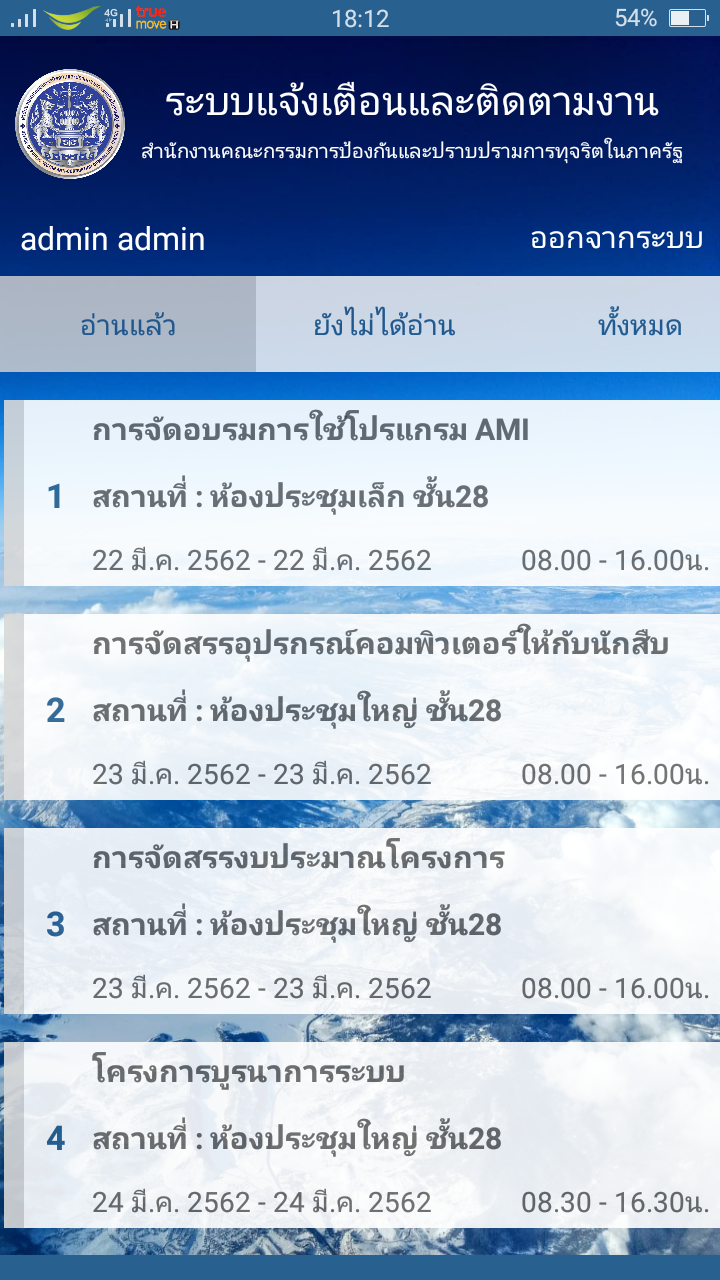 4G true move H 18:12 54%
ระบบแจ้งเตือนและติดตามงาน
สำนักงานคณะกรรมการป้องกันและปราบปรามการทุจริตในภาครัฐ
admin admin ออกจากระบบ
อ่านแล้ว ยังไม่ได้อ่าน ทั้งหมด
การจัดอบรมการใช้โปรแกรม AMI
1 สถานที่ : ห้องประชุมเล็ก ชั้น28
22 มี.ค. 2562 - 22 มี.ค. 2562 08.00 - 16.00น.
การจัดสรรอุปรกรณ์คอมพิวเตอร์ให้กับนักสืบ
2 สถานที่ : ห้องประชุมใหญ่ ชั้น28
23 มี.ค. 2562 - 23 มี.ค. 2562 08.00 - 16.00น.
การจัดสรรงบประมาณโครงการ
3 สถานที่ : ห้องประชุมใหญ่ ชั้น28
23 มี.ค. 2562 - 23 มี.ค. 2562 08.00 - 16.00น.
โครงการบูรนาการระบบ
4 สถานที่ : ห้องประชุมใหญ่ ชั้น28
24 มี.ค. 2562 - 24 มี.ค. 2562 08.30 - 16.30น.